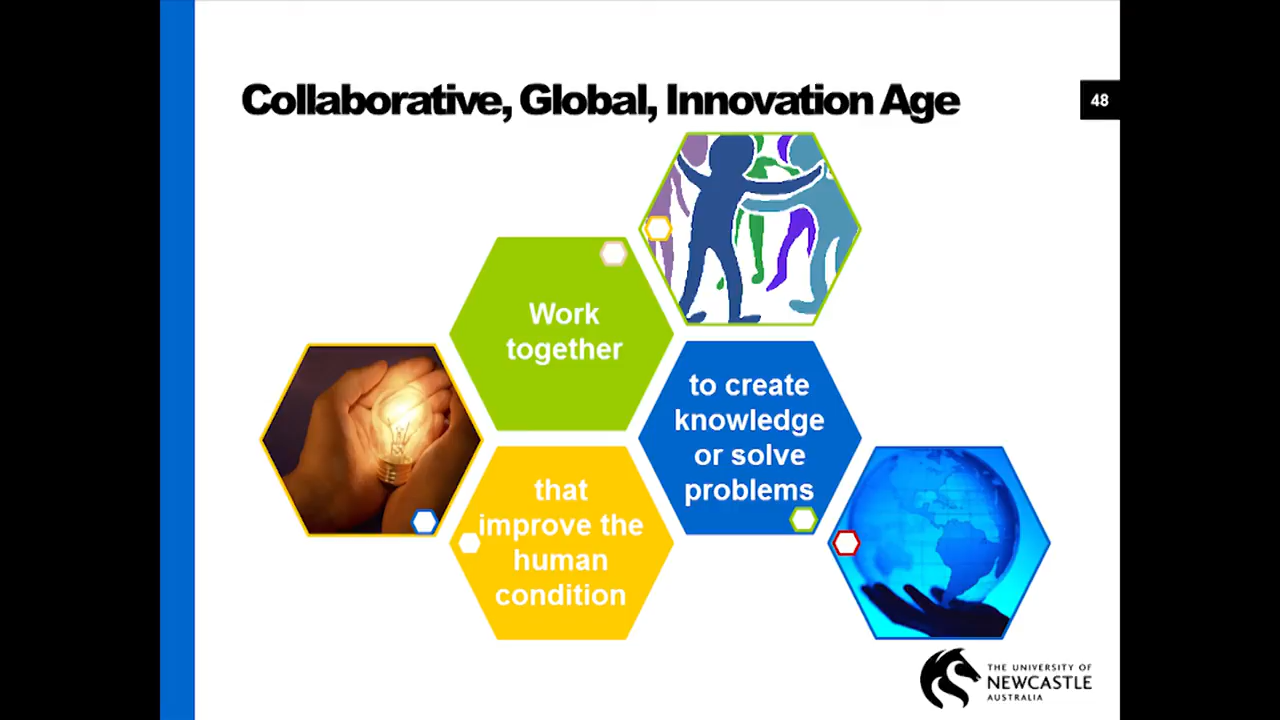 Collaborative, Global, Innovation Age
48
Work
together
to create
knowledge
or solve
problems
that
improve the
human
condition
THE UNIVERSITY OF
NEWCASTLE
AUSTRALIA